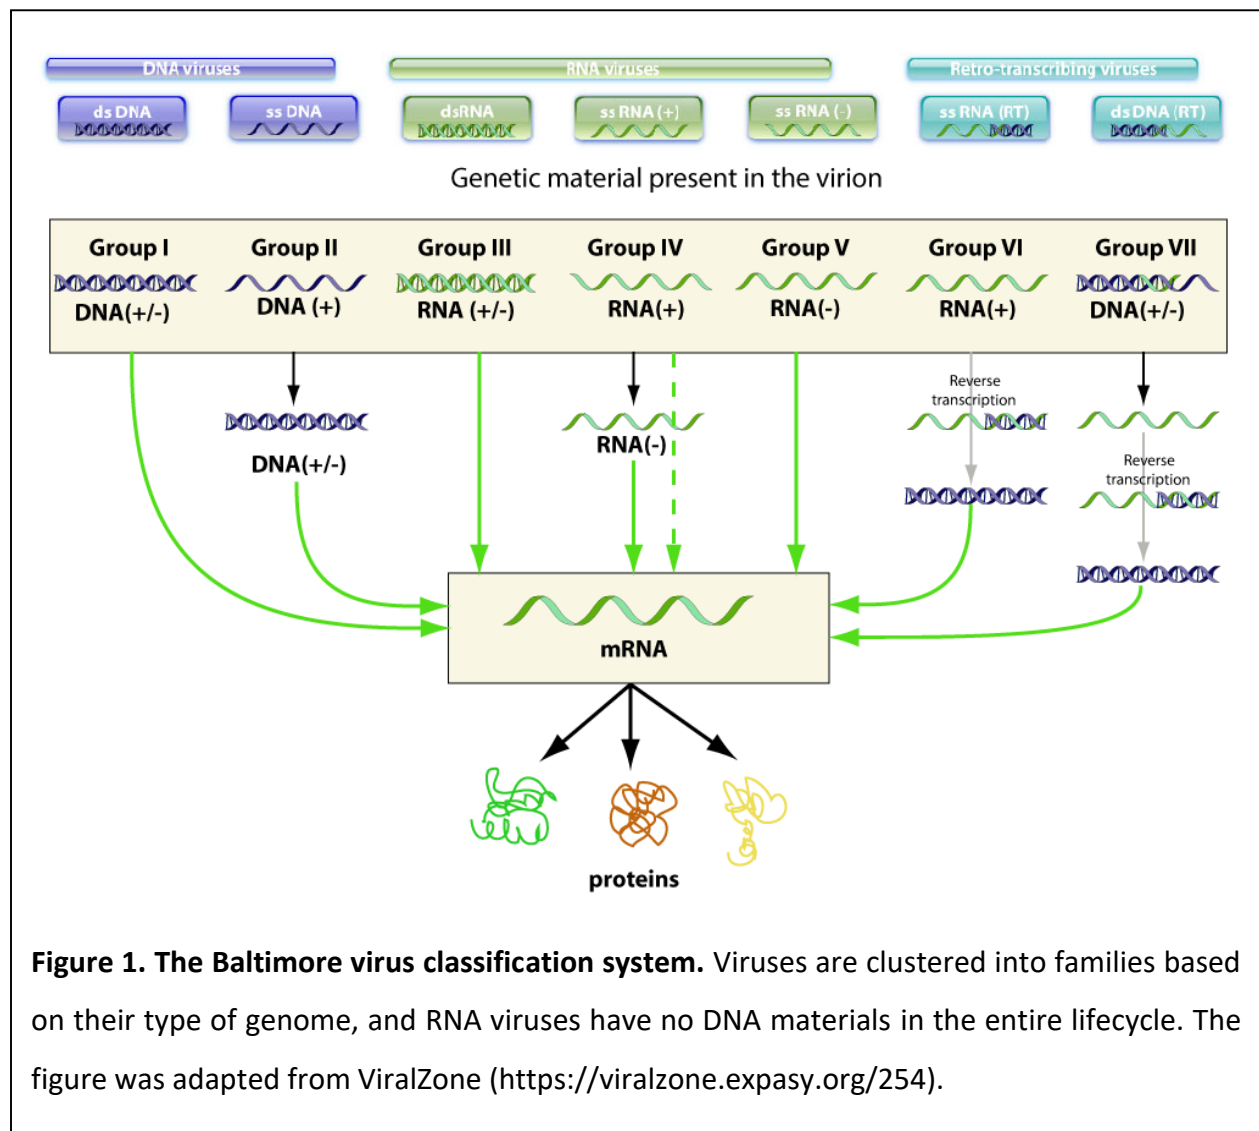 DNA viruses
RNA viruses
Retro-transcribing viruses
ds DNA
ss DNA
dsRNA
ss RNA (+)
ss RNA (-)
ss RNA (RT)
ds DNA (RT)
Genetic material present in the virion
Group I
Group II
Group III
Group IV
Group V
Group VI
Group VII
DNA(+/-)
DNA (+)
RNA (+/-)
RNA(+)
RNA(-)
RNA(+)
DNA(+/-)
Reverse
transcription
DNA(+/-)
RNA(-)
Reverse
transcription
mRNA
proteins
Figure 1. The Baltimore virus classification system. Viruses are clustered into families based
on their type of genome, and RNA viruses have no DNA materials in the entire lifecycle. The
figure was adapted from ViralZone (https://viralzone.expasy.org/254).